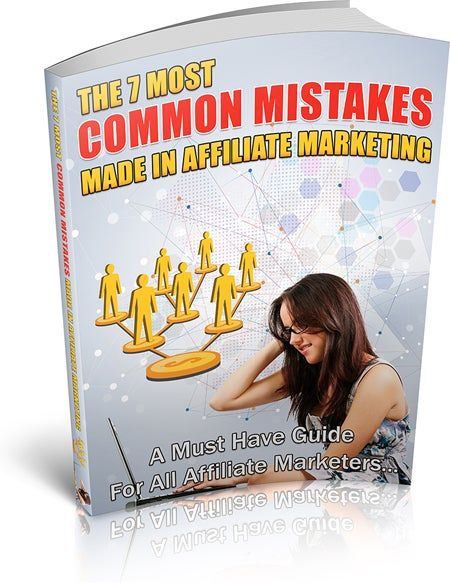 THE 7 MOST
COMMON MISTAKES
MADE IN AFFILIATE MARKETING
A Must Have Guide
For All Affiliate Marketers...
THE 7 MOST COMMON MISTAKES MADE IN AFFILIATE MARKETING